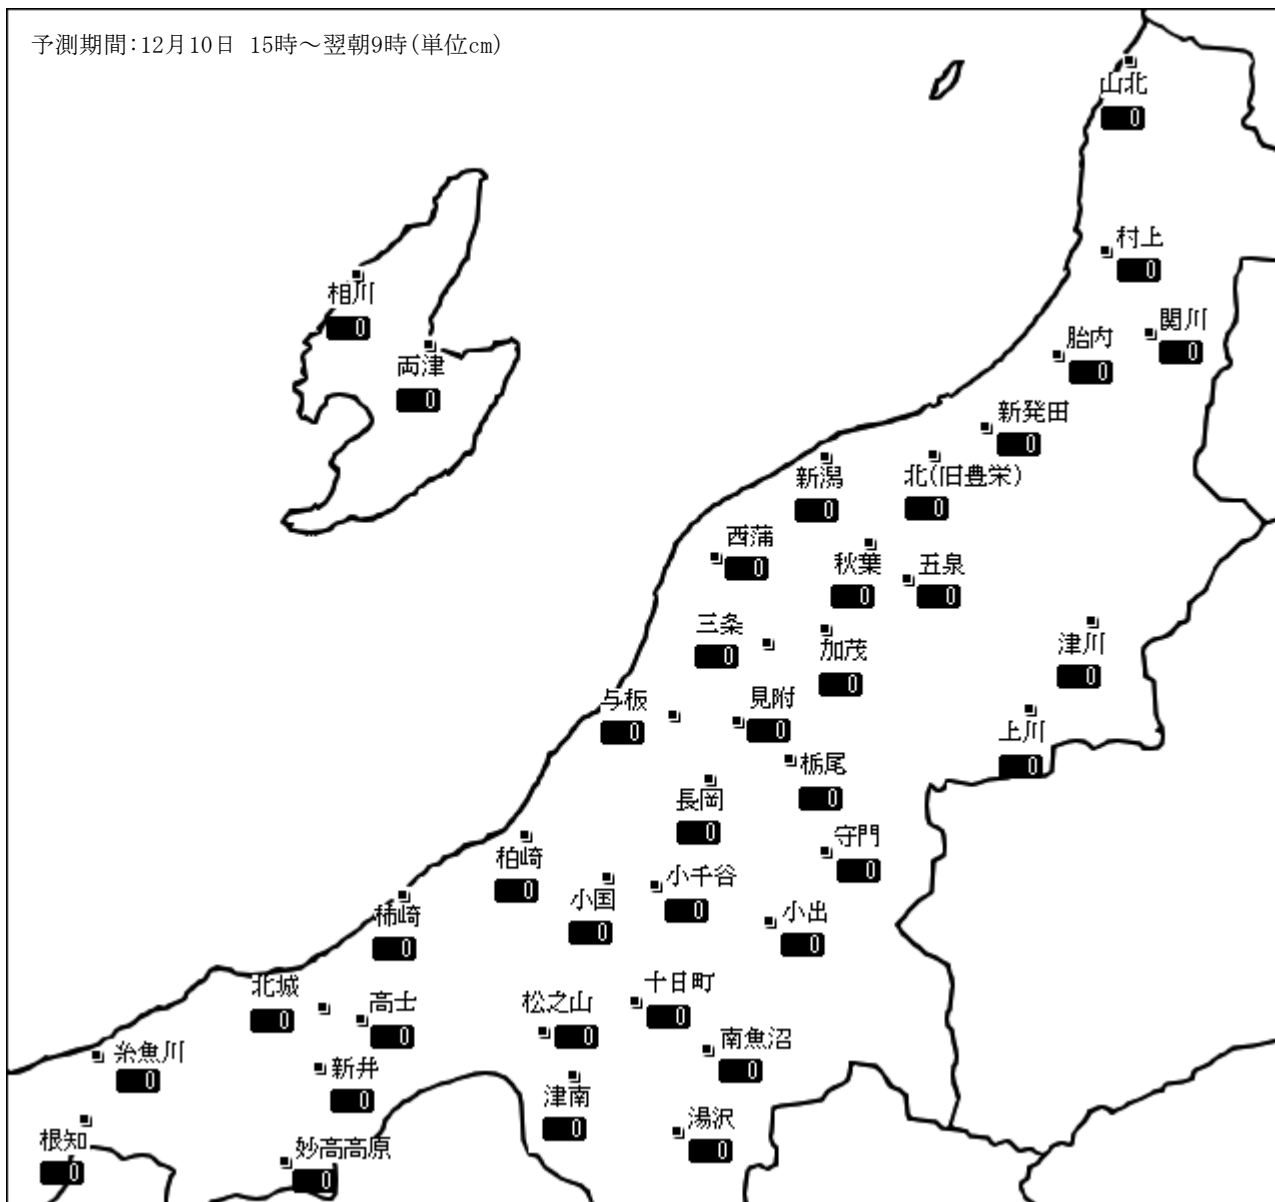 予測期間:12月10日 15時～翌朝9時(単位cm)
山北
0
村上
0
相川
0
関川
0
胎内
0
両津
0
新発田
0
新潟
0
北(旧豊栄)
0
西蒲
0
秋葉
0
五泉
0
三条
0
加茂
0
津川
0
与板
0
見附
0
上川
0
栃尾
0
長岡
0
守門
0
柏崎
0
小国
0
小千谷
0
小出
0
柿崎
0
北城
0
高士
0
松之山
0
十日町
0
南魚沼
0
糸魚川
0
新井
0
津南
0
湯沢
0
根知
0
妙高高原
0